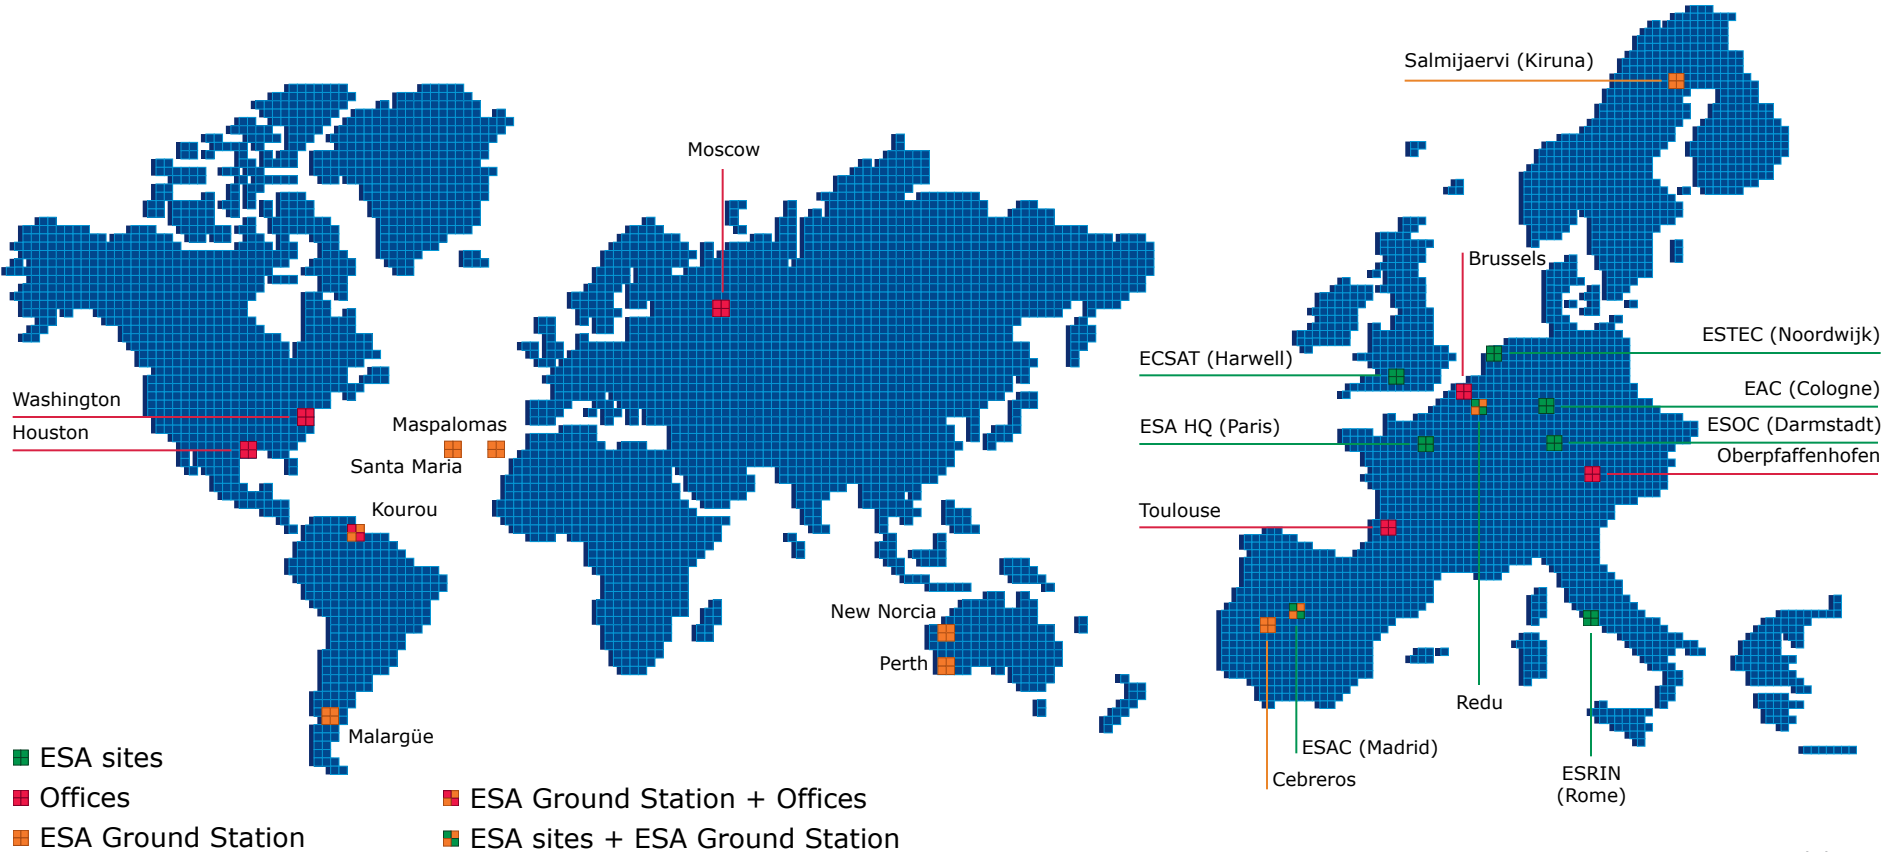 Salmijaervi (Kiruna)
Moscow
Brussels
ESTEC (Noordwijk)
ECSAT (Harwell)
EAC (Cologne)
Washington
Maspalomas
ESA HQ (Paris)
ESOC (Darmstadt)
Houston
Santa Maria
Oberpfaffenhofen
Kourou
Toulouse
New Norcia
Perth
Redu
Malargüe
ESAC (Madrid)
Cebreros
ESRIN
(Rome)
ESA sites
Offices
ESA Ground Station
ESA Ground Station + Offices
ESA sites + ESA Ground Station